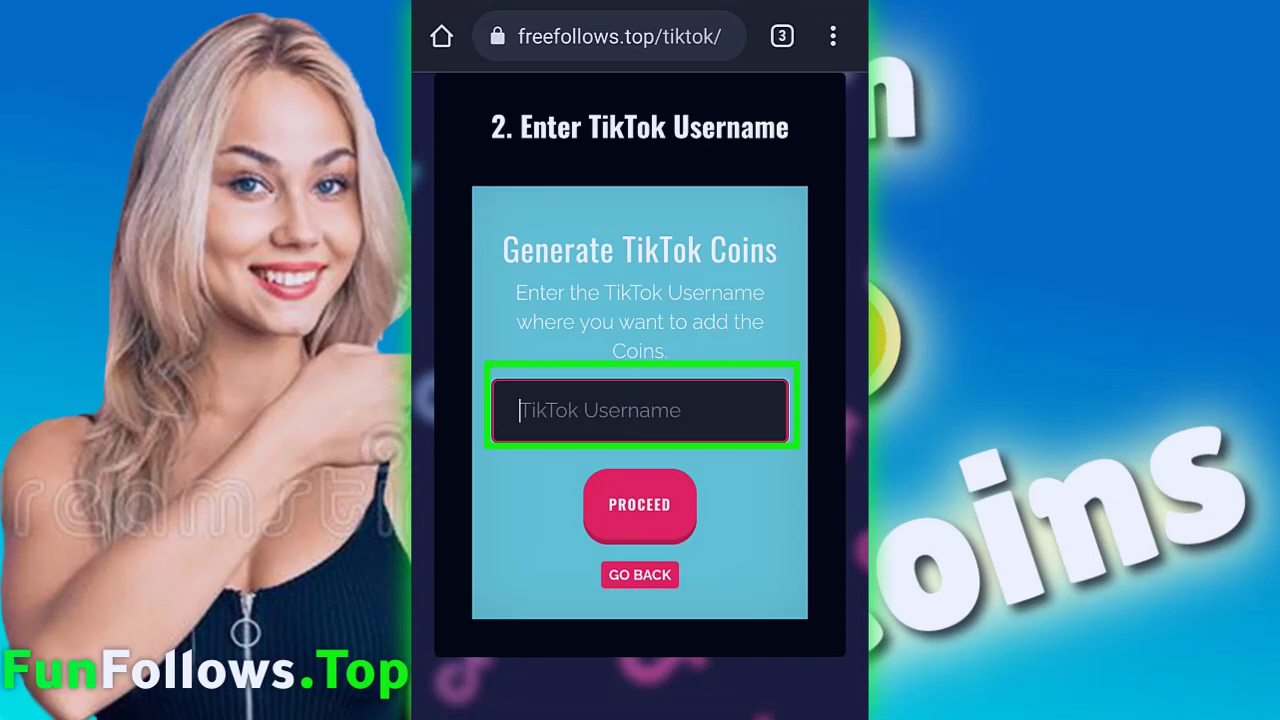 freefollows.top/tiktok/
3
2. Enter TikTok Username
Generate TikTok Coins
Enter the TikTok Username
where you want to add the
Coins.
TikTok Username
PROCEED
GO BACK
FunFollows.Top